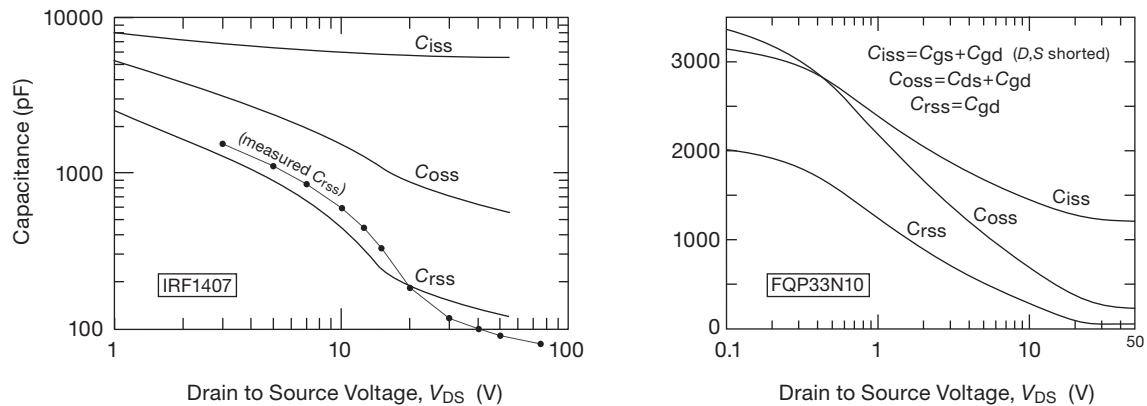 10000
1000
100
Capacitance (pF)
Ciss
(measured Crss)
Coss
Crss
IRF1407
1
10
100
Drain to Source Voltage, VDS (V)
3000
2000
1000
0
Ciss=Cgs+Cgd (D,S shorted)
Coss=Cds+Cgd
Crss=Cgd
Ciss
Coss
Crss
FQP33N10
0.1
1
10
50
Drain to Source Voltage, VDS (V)